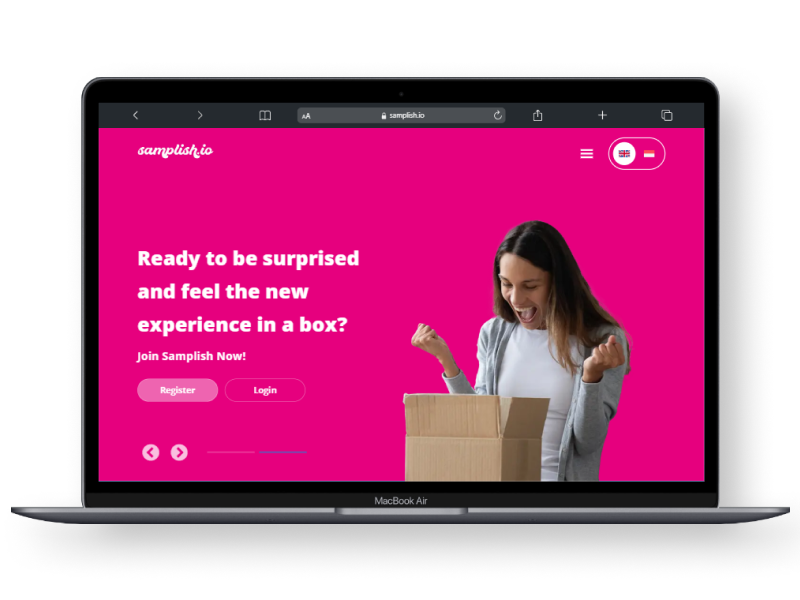 AA samplish.io
samplish.io
Ready to be surprised
and feel the new
experience in a box?
Join Samplish Now!
Register Login
MacBook Air